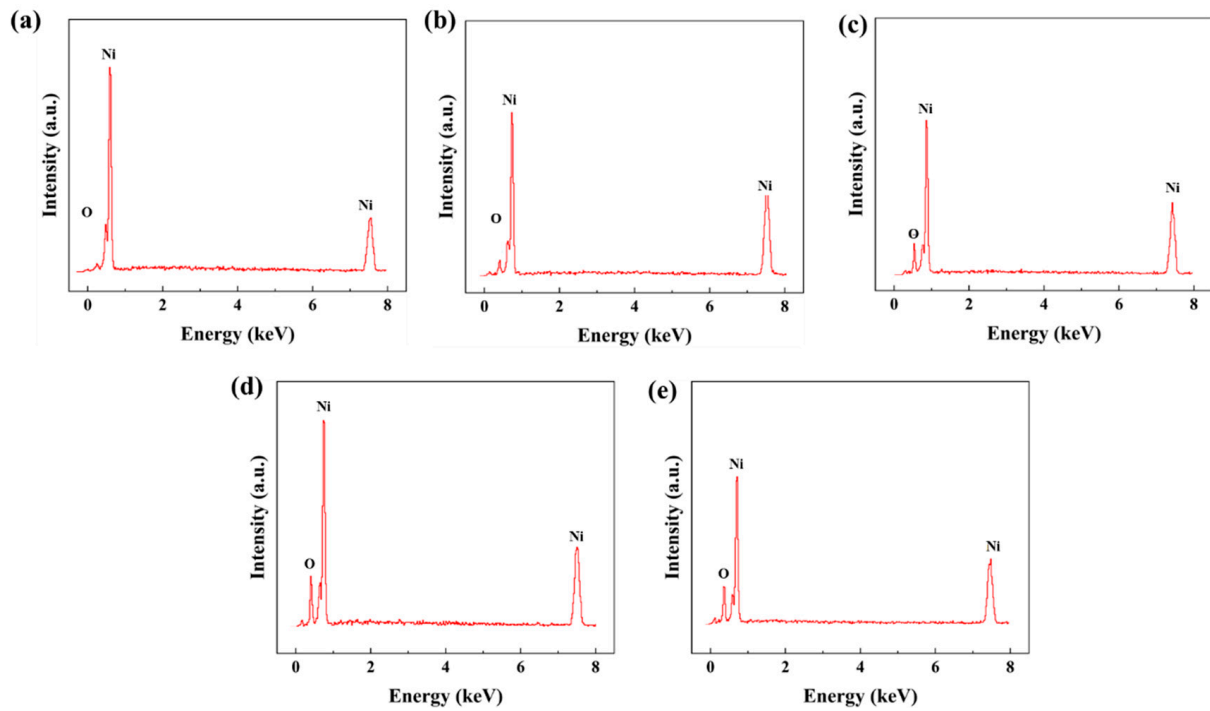 (a)
Ni
O
Ni
Intensity (a.u.)
0 2 4 6 8
Energy (keV)
(b)
Ni
O
Ni
Intensity (a.u.)
0 2 4 6 8
Energy (keV)
(c)
Ni
O
Ni
Intensity (a.u.)
0 2 4 6 8
Energy (keV)
(d)
Ni
O
Ni
Intensity (a.u.)
0 2 4 6 8
Energy (keV)
(e)
Ni
O
Ni
Intensity (a.u.)
0 2 4 6 8
Energy (keV)